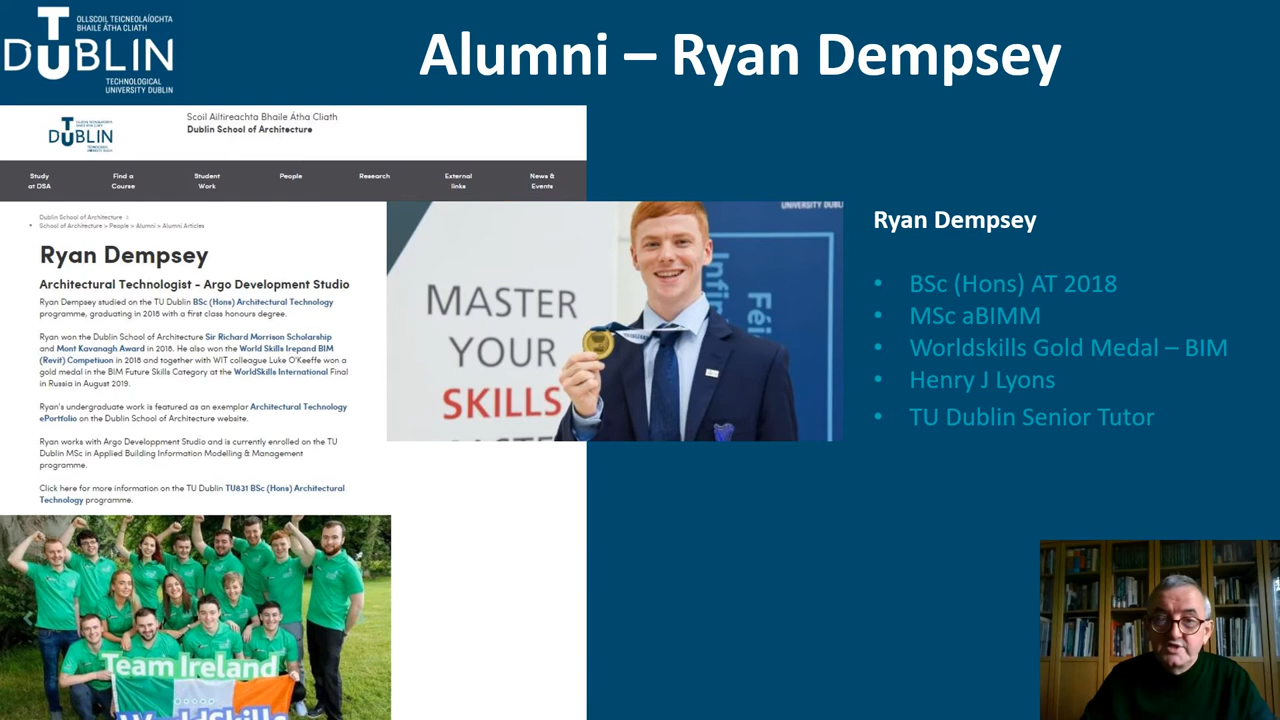 OLLSCOIL TEICNEOLAÍOCHTA
BHAILE ÁTHA CLIATH
DUBLIN
TECHNOLOGICAL
UNIVERSITY DUBLIN
Alumni – Ryan Dempsey
DUBLIN
Scoil Ailtireachta Bhaile Átha Cliath
Dublin School of Architecture
Study at DSA
Find a Course
Student Work
People
Research
External links
News & Events
Dublin School of Architecture
School of Architecture > People > Alumni > Alumni Articles
Ryan Dempsey
Architectural Technologist - Argo Development Studio
Ryan Dempsey studied on the TU Dublin BSc (Hons) Architectural Technology
programme, graduating in 2018 with a first class honours degree.
Ryan won the Dublin School of Architecture Sir Richard Morrison Scholarship
and Mont Kavanagh Award in 2018. He also won the World Skills Irepand BIM
(Revit) Competiuon in 2018 and together with WIT colleague Luke O'Keeffe won a
gold medal in the BIM Future Skills Category at the WorldSkills International Final
in Russia in August 2019.
Ryan's undergraduate work is featured as an exemplar Architectural Technology
ePortfolio on the Dublin School of Architecture website.
Ryan works with Argo Developpment Studio and is currently enrolled on the TU
Dublin MSc in Applied Building Information Modelling & Management
programme.
Click here for more information on the TU Dublin TU831 BSc (Hons) Architectural
Technology programme.
UNIVERSITY DUBL
MASTER
YOUR
SKILLS
Ryan Dempsey
• BSc (Hons) AT 2018
• MSc aBIMM
• Worldskills Gold Medal – BIM
• Henry J Lyons
• TU Dublin Senior Tutor
Team Ireland
WorldSkills